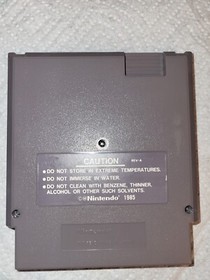 CAUTION
REV-A
• DO NOT STORE IN EXTREME TEMPERATURES.
• DO NOT IMMERSE IN WATER.
• DO NOT CLEAN WITH BENZENE, THINNER,
ALCOHOL OR OTHER SUCH SOLVENTS.
©®Nintendo 1985